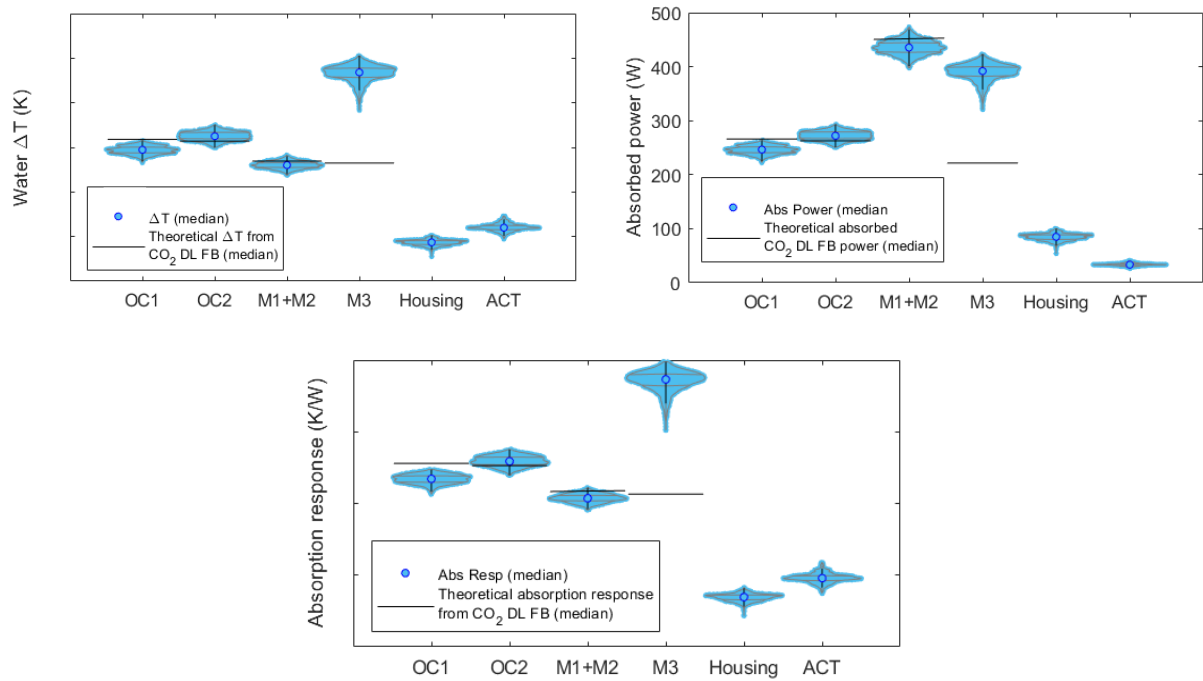 Water ΔT (K)
ΔT (median)
Theoretical ΔT from
CO2 DL FB (median)
OC1 OC2 M1+M2 M3 Housing ACT
Absorbed power (W)
500
400
300
200
100
0
Abs Power (median
Theoretical absorbed
CO2 DL FB power (median)
OC1 OC2 M1+M2 M3 Housing ACT
Absorption response (K/W)
Abs Resp (median)
Theoretical absorption response
from CO2 DL FB (median)
OC1 OC2 M1+M2 M3 Housing ACT